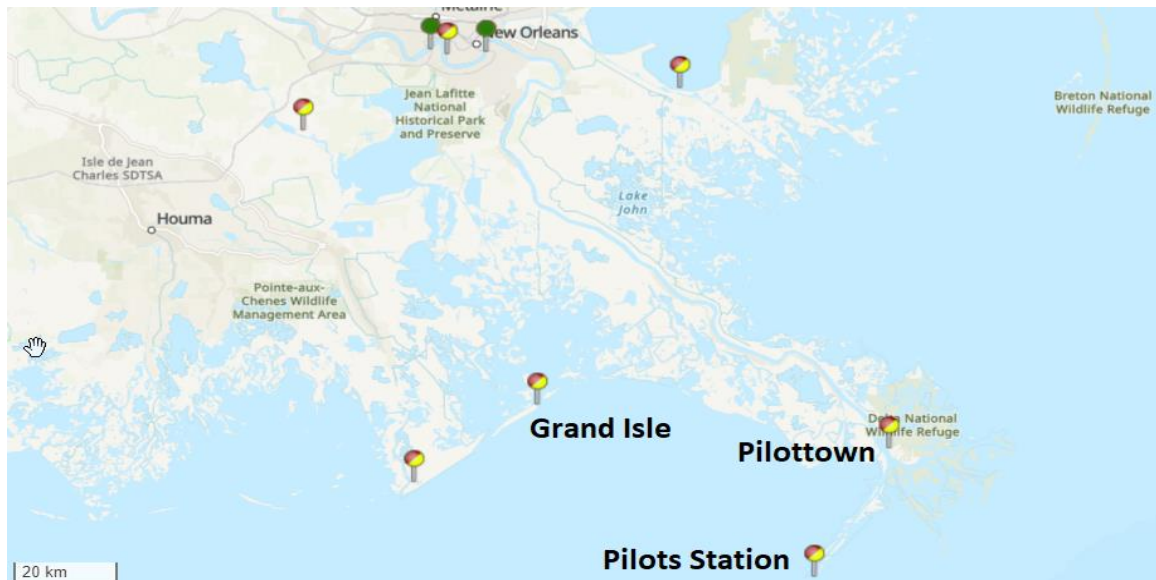 Metairie
New Orleans
Jean Lafitte
National
Historical Park
and Preserve
Breton National
Wildlife Refuge
Isle de Jean
Charles SDTSA
Lake
John
Houma
Pointe-aux-
Chenes Wildlife
Management Area
Grand Isle
Delta National
Wildlife Refuge
Pilottown
Pilots Station
20 km